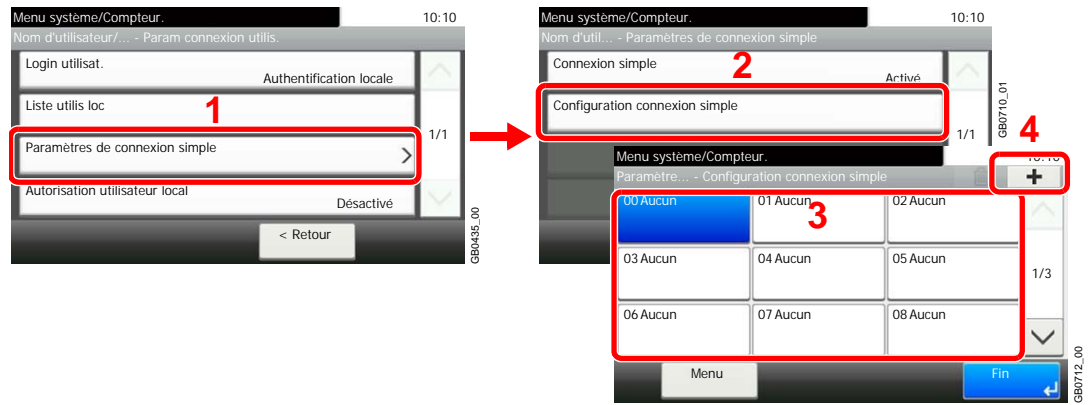 Menu système/Compteur.
10:10
Nom d'utilisateur/... - Param connexion utilis.
Login utilisat.
Authentification locale
Liste utilis loc
1
1/1
Paramètres de connexion simple
Autorisation utilisateur local
Désactivé
< Retour
GB0435_00
Menu système/Compteur.
10:10
Nom d'util... - Paramètres de connexion simple
Connexion simple
2
Activé
Configuration connexion simple
1/1
GB0710_01
4
Menu système/Compteur.
10:10
Paramètre... - Configuration connexion simple
+
00 Aucun
01 Aucun
02 Aucun
3
03 Aucun
04 Aucun
05 Aucun
1/3
06 Aucun
07 Aucun
08 Aucun
Menu
Fin
GB0712_00